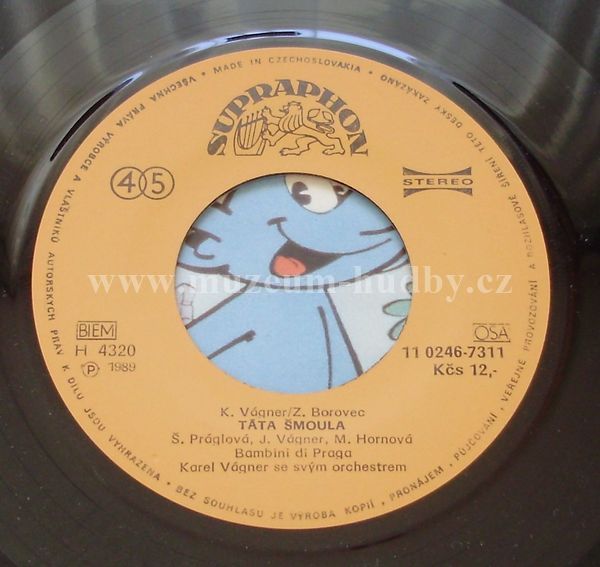 • MADE IN CZECHOSLOVAKIA • VŠECHNA PRÁVA VÝROBCE A VLASTNÍKŮ AUTORSKÝCH PRÁV K DÍLU JSOU VYHRAZENA • BEZ SOUHLASU JE VÝROBA KOPIÍ, PRONÁJEM, PŮJČOVÁNÍ, VEŘEJNÉ PROVOZOVÁNÍ A ROZHLASOVÉ ŠÍŘENÍ TÉTO DESKY ZAKÁZÁNO
SUPRAPHON
45
STEREO
www.muzeum-hudby.cz
BIEM
H 4320
P 1989
OSA
11 0246-7311
Kčs 12,-
K. Vágner/Z. Borovec
TÁTA ŠMOULA
Š. Práglová, J. Vágner, M. Hornová
Bambini di Praga
Karel Vágner se svým orchestrem